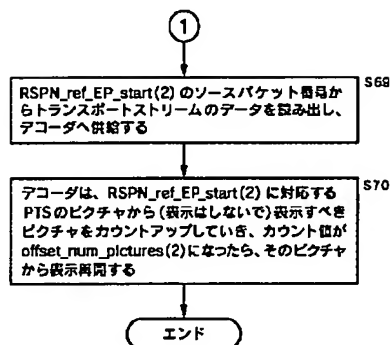 1
RSPN_ref_EP_start(2) のソースパケット番号か
らトランスポートストリームのデータを読み出し、
デコーダへ供給する
S69
デコーダは、RSPN_ref_EP_start(2) に対応する
PTSのピクチャから(表示はしないで)表示すべき
ピクチャをカウントアップしていき、カウント値が
offset_num_pictures(2)になったら、そのピクチャ
から表示再開する
S70
エンド